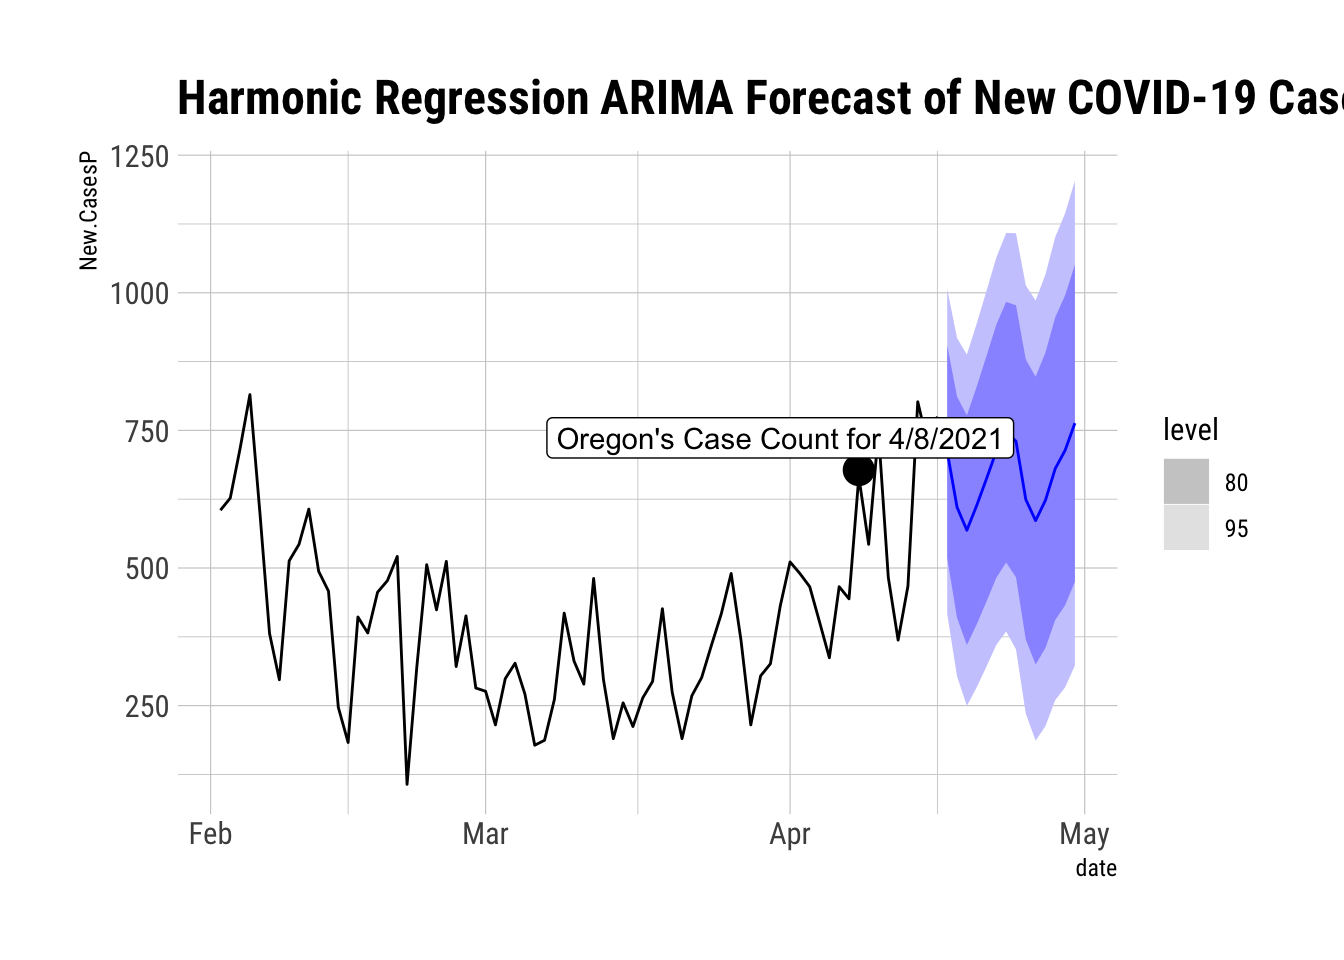 Harmonic Regression ARIMA Forecast of New COVID-19
New.CasesP
1250
1000
750
500
250
Oregon's Case Count for 4/8/2021
level
80
95
Feb
Mar
Apr
May
date